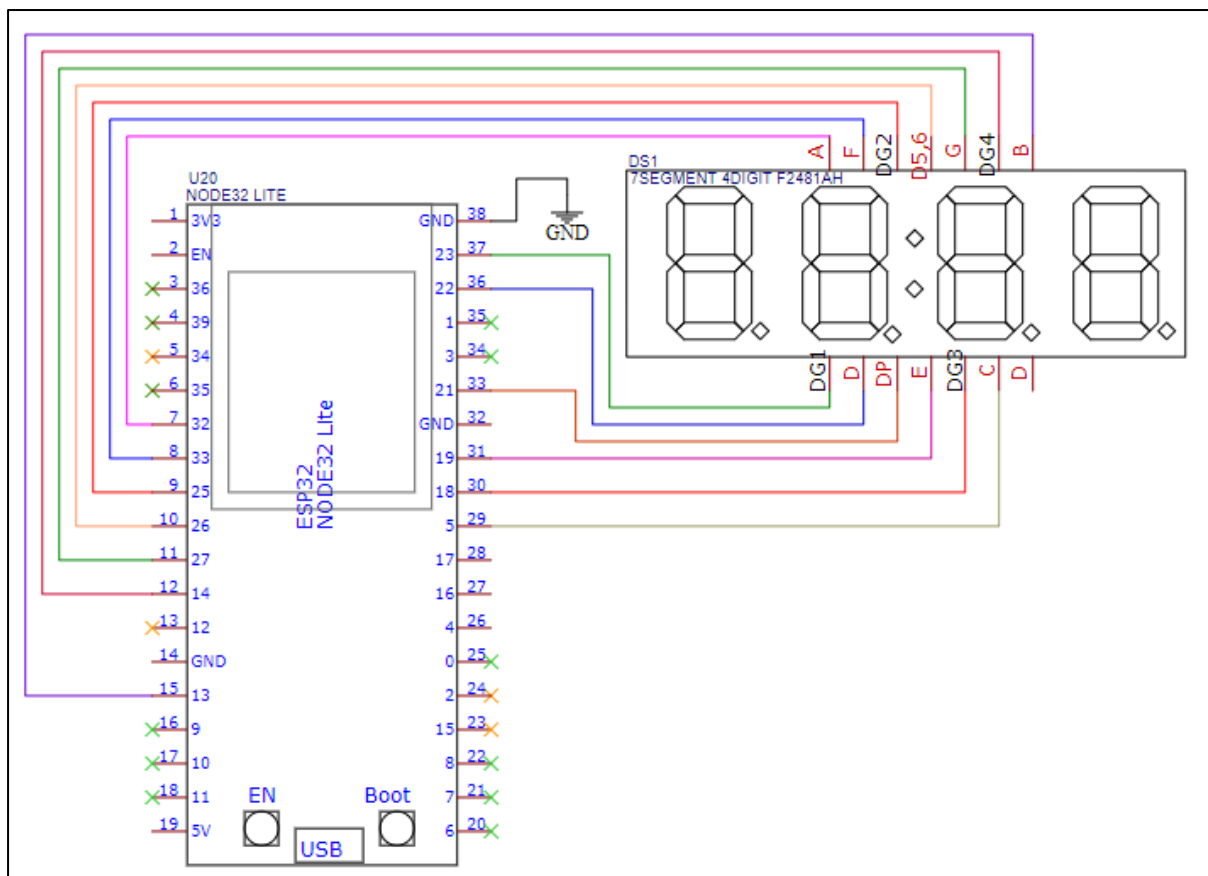 A
F
DG2
D5,6
G
DG4
B
DS1
7SEGMENT 4DIGIT F2481AH
DG1
D
DP
E
DG3
C
D
U20
NODE32 LITE
GND
1 3V3 GND 38
2 EN 23 37
3 36 22 36
4 39 1 35
5 34 3 34
6 35 21 33
7 32 GND 32
8 33 19 31
9 25 18 30
10 26 5 29
11 27 17 28
12 14 16 27
13 12 4 26
14 GND 0 25
15 13 2 24
16 9 15 23
17 10 8 22
18 11 7 21
19 5V 6 20
ESP32
NODE32 Lite
EN
Boot
USB